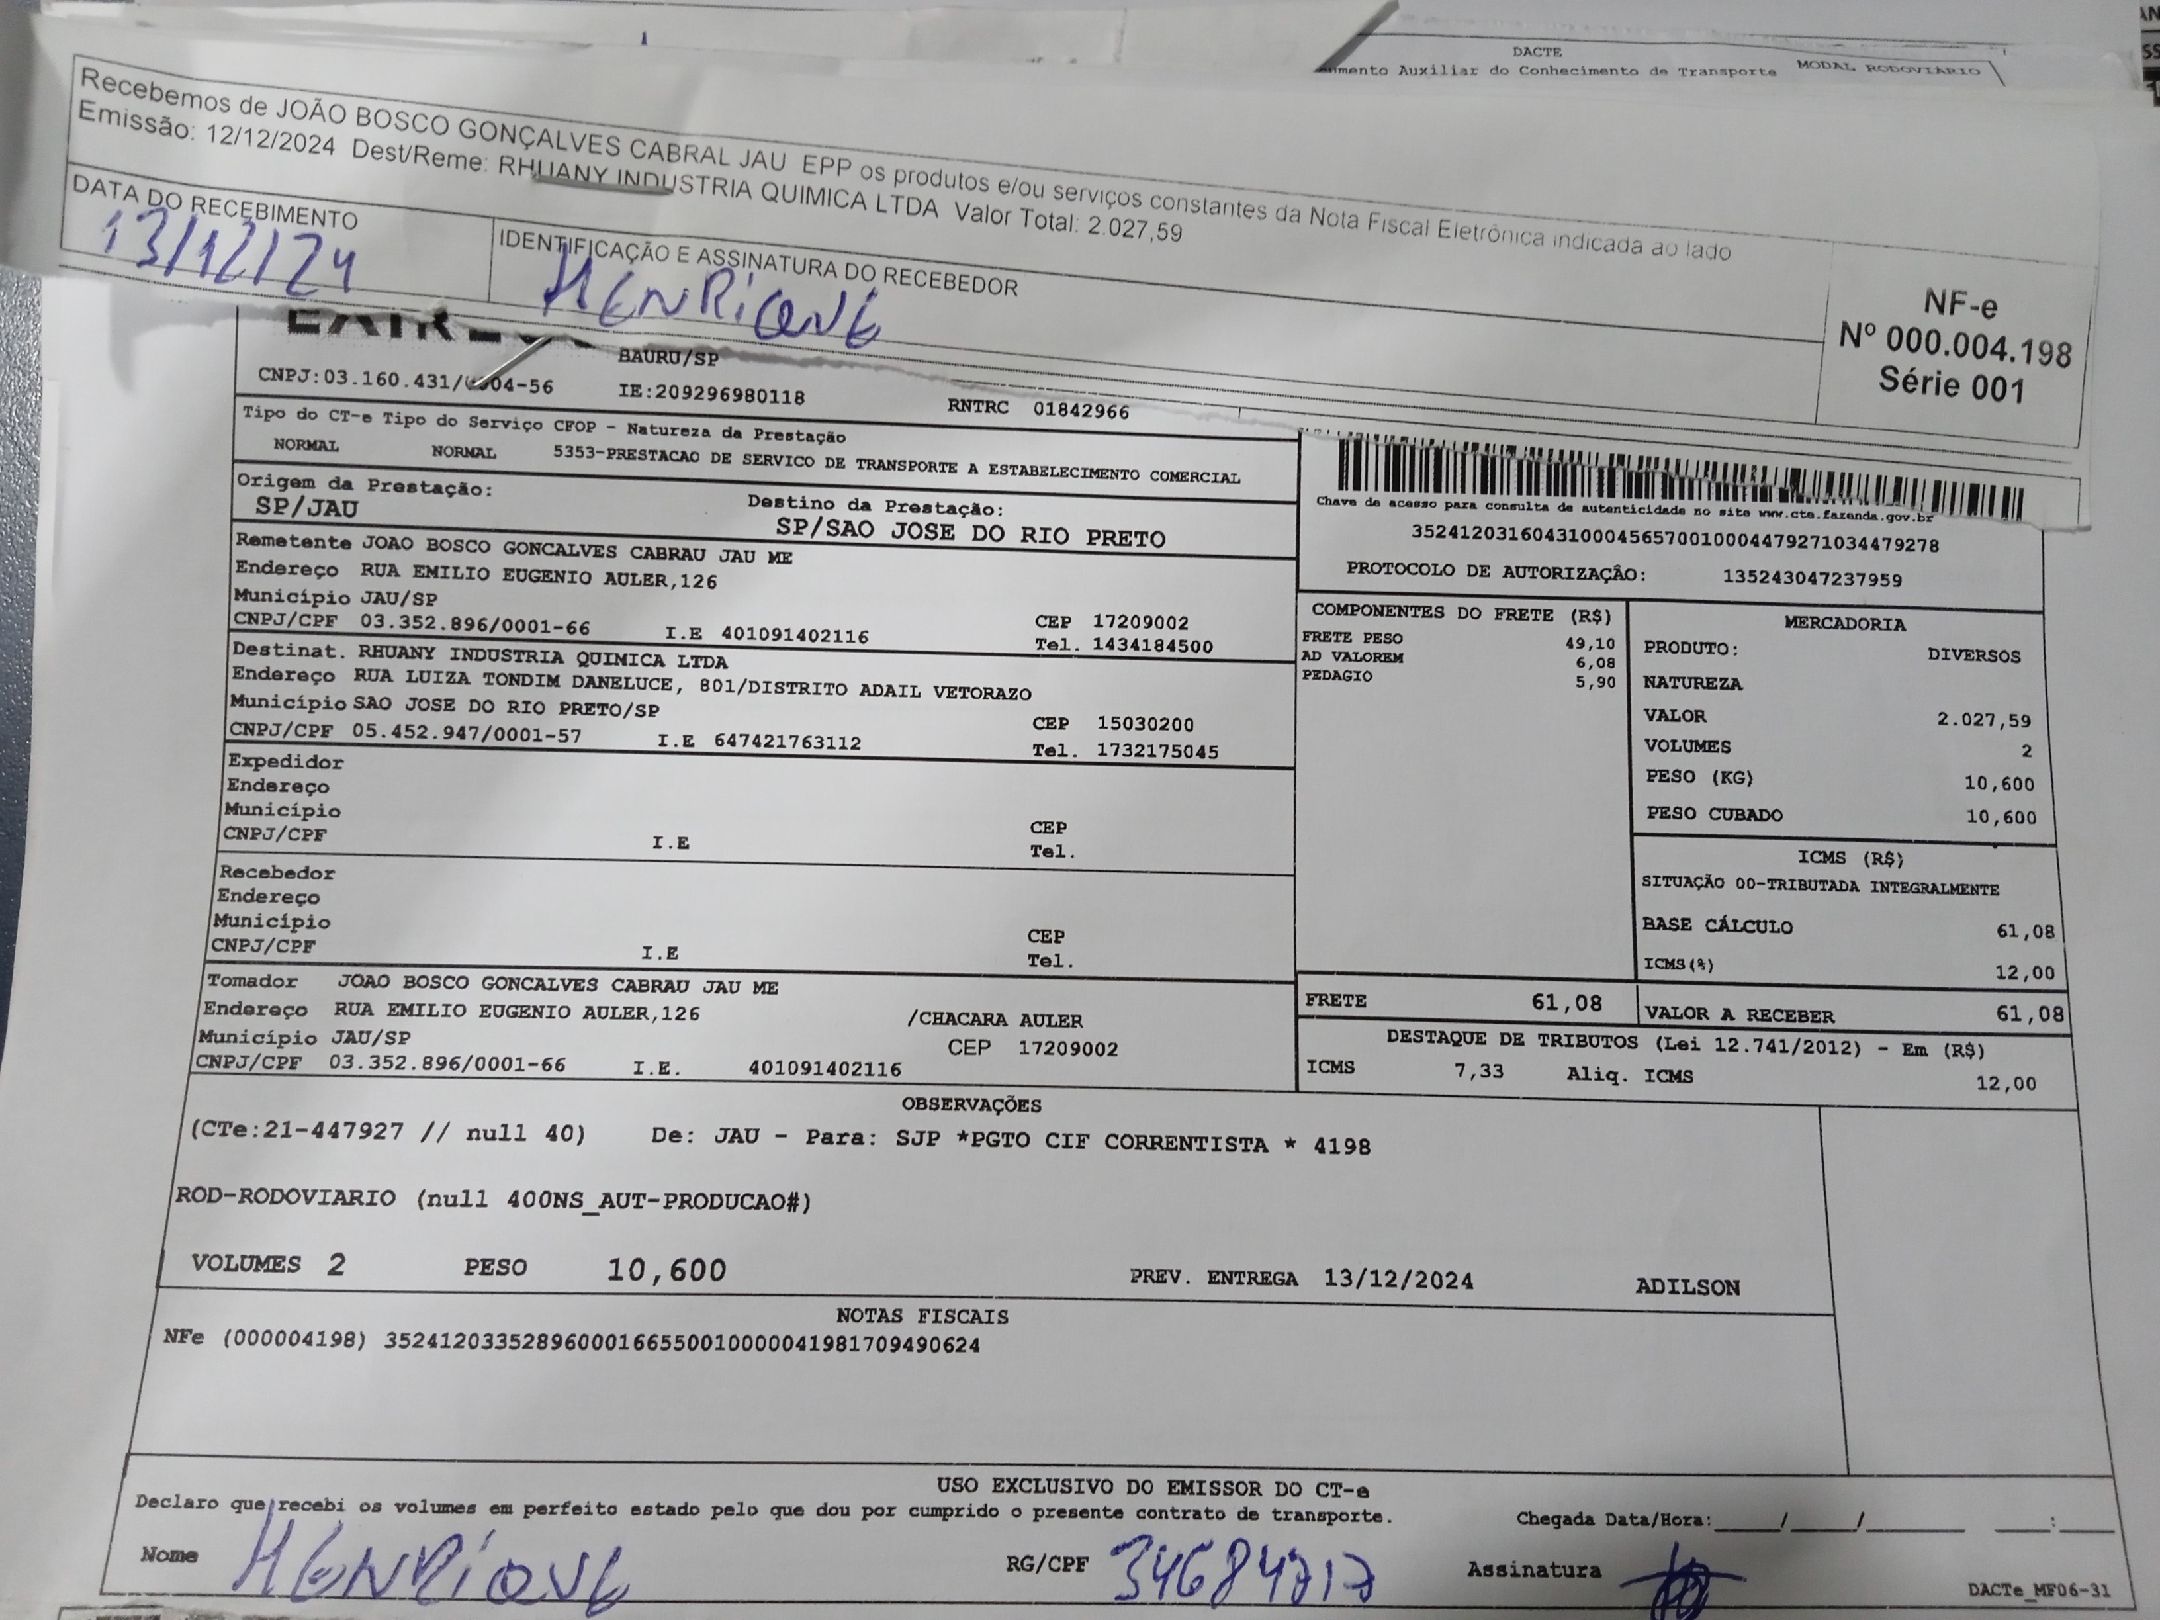 DACTE
Auxiliar do Conhecimento de Transporte MODAL RODOVIÁRIO
Recebemos de JOÃO BOSCO GONÇALVES CABRAL JAU EPP os produtos e/ou serviços constantes da Nota Fiscal Eletrônica indicada ao lado
Emissão: 12/12/2024 Dest/Reme: RHUANY INDUSTRIA QUIMICA LTDA Valor Total: 2.027,59
DATA DO RECEBIMENTO
13/12/24
IDENTIFICAÇÃO E ASSINATURA DO RECEBEDOR
HENRIQUE
NF-e
Nº 000.004.198
Série 001
BAURU/SP
CNPJ:03.160.431/0004-56 IE:209296980118 RNTRC 01842966
Tipo do CT-e Tipo do Serviço CFOP - Natureza da Prestação
NORMAL NORMAL 5353-PRESTACAO DE SERVICO DE TRANSPORTE A ESTABELECIMENTO COMERCIAL
Origem da Prestação: Destino da Prestação:
SP/JAU SP/SAO JOSE DO RIO PRETO
Chave de acesso para consulta de autenticidade no site www.cte.fazenda.gov.br
35241203160431000456570010004479271034479278
PROTOCOLO DE AUTORIZAÇÃO: 135243047237959
Remetente JOAO BOSCO GONCALVES CABRAU JAU ME
Endereço RUA EMILIO EUGENIO AULER,126
Município JAU/SP CEP 17209002
CNPJ/CPF 03.352.896/0001-66 I.E 401091402116 Tel. 1434184500
Destinat. RHUANY INDUSTRIA QUIMICA LTDA
Endereço RUA LUIZA TONDIM DANELUCE, 801/DISTRITO ADAIL VETORAZO
Município SAO JOSE DO RIO PRETO/SP CEP 15030200
CNPJ/CPF 05.452.947/0001-57 I.E 647421763112 Tel. 1732175045
Expedidor
Endereço
Município CEP
CNPJ/CPF I.E Tel.
Recebedor
Endereço
Município CEP
CNPJ/CPF I.E Tel.
Tomador JOAO BOSCO GONCALVES CABRAU JAU ME
Endereço RUA EMILIO EUGENIO AULER,126 /CHACARA AULER
Município JAU/SP CEP 17209002
CNPJ/CPF 03.352.896/0001-66 I.E. 401091402116
COMPONENTES DO FRETE (R$)
FRETE PESO 49,10
AD VALOREM 6,08
PEDAGIO 5,90
MERCADORIA
PRODUTO: DIVERSOS
NATUREZA
VALOR 2.027,59
VOLUMES 2
PESO (KG) 10,600
PESO CUBADO 10,600
ICMS (R$)
SITUAÇÃO 00-TRIBUTADA INTEGRALMENTE
BASE CÁLCULO 61,08
ICMS(%) 12,00
FRETE 61,08 VALOR A RECEBER 61,08
DESTAQUE DE TRIBUTOS (Lei 12.741/2012) - Em (R$)
ICMS 7,33 Aliq. ICMS 12,00
OBSERVAÇÕES
(CTe:21-447927 // null 40) De: JAU - Para: SJP *PGTO CIF CORRENTISTA * 4198
ROD-RODOVIARIO (null 400NS_AUT-PRODUCAO#)
VOLUMES 2 PESO 10,600 PREV. ENTREGA 13/12/2024 ADILSON
NOTAS FISCAIS
NFe (000004198) 35241203352896000166550010000041981709490624
USO EXCLUSIVO DO EMISSOR DO CT-e
Declaro que recebi os volumes em perfeito estado pelo que dou por cumprido o presente contrato de transporte. Chegada Data/Hora:____/____/______ ____:____
Nome HENRIQUE RG/CPF 34684717 Assinatura
DACTe_MF06-31